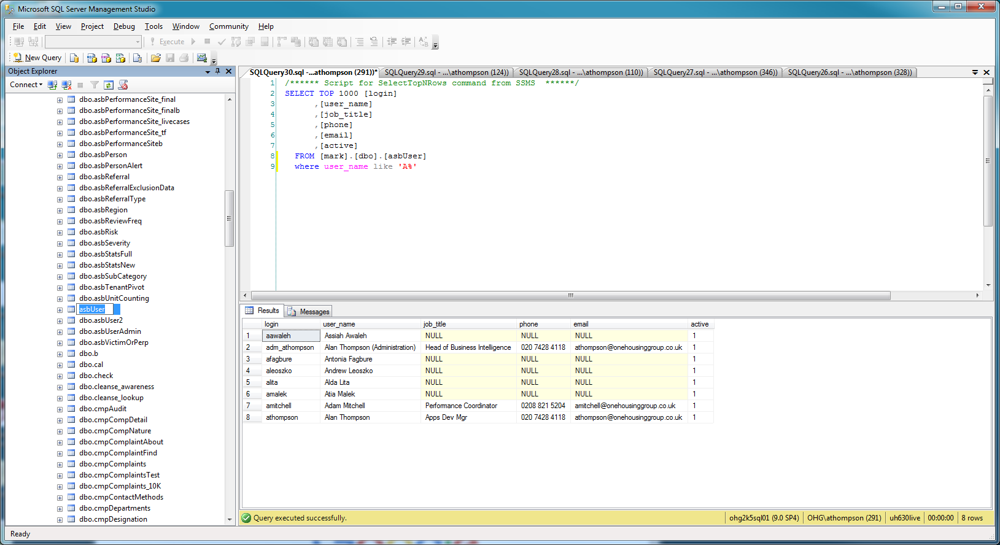 Microsoft SQL Server Management Studio
File Edit View Project Debug Tools Window Community Help
Execute
New Query
Object Explorer
Connect
dbo.asbPerformanceSite_final
dbo.asbPerformanceSite_finalb
dbo.asbPerformanceSite_livecases
dbo.asbPerformanceSite_tf
dbo.asbPerformanceSiteb
dbo.asbPerson
dbo.asbPersonAlert
dbo.asbReferral
dbo.asbReferralExclusionData
dbo.asbReferralType
dbo.asbRegion
dbo.asbReviewFreq
dbo.asbRisk
dbo.asbSeverity
dbo.asbStatsFull
dbo.asbStatsNew
dbo.asbSubCategory
dbo.asbTenantPivot
dbo.asbUnitCounting
asbUser
dbo.asbUser2
dbo.asbUserAdmin
dbo.asbVictimOrPerp
dbo.b
dbo.cal
dbo.check
dbo.cleanse_awareness
dbo.cleanse_lookup
dbo.cmpAudit
dbo.cmpCompDetail
dbo.cmpCompNature
dbo.cmpComplaintAbout
dbo.cmpComplaintFind
dbo.cmpComplaints
dbo.cmpComplaintsTest
dbo.cmpComplaints_10K
dbo.cmpContactMethods
dbo.cmpDepartments
dbo.cmpDesignation
SQLQuery30.sql -...athompson (291))* SQLQuery29.sql - ...\athompson (124)) SQLQuery28.sql - ...\athompson (110)) SQLQuery27.sql - ...\athompson (346)) SQLQuery26.sql - ...\athompson (328))
1 /****** Script for SelectTopNRows command from SSMS ******/
2 SELECT TOP 1000 [login]
3 ,[user_name]
4 ,[job_title]
5 ,[phone]
6 ,[email]
7 ,[active]
8 FROM [mark].[dbo].[asbUser]
9 where user_name like 'A%'
Results Messages
login user_name job_title phone email active
1 aawaleh Assiah Awaleh NULL NULL NULL 1
2 adm_athompson Alan Thompson (Administration) Head of Business Intelligence 020 7428 4118 athompson@onehousinggroup.co.uk 1
3 afagbure Antonia Fagbure NULL NULL NULL 1
4 aleoszko Andrew Leoszko NULL NULL NULL 1
5 alita Alda Lita NULL NULL NULL 1
6 amalek Atia Malek NULL NULL NULL 1
7 amitchell Adam Mitchell Performance Coordinator 0208 821 5204 amitchell@onehousinggroup.co.uk 1
8 athompson Alan Thompson Apps Dev Mgr 020 7428 4118 athompson@onehousinggroup.co.uk 1
Query executed successfully. ohg2k5sql01 (9.0 SP4) OHG\athompson (291) uh630live 00:00:00 8 rows
Ready